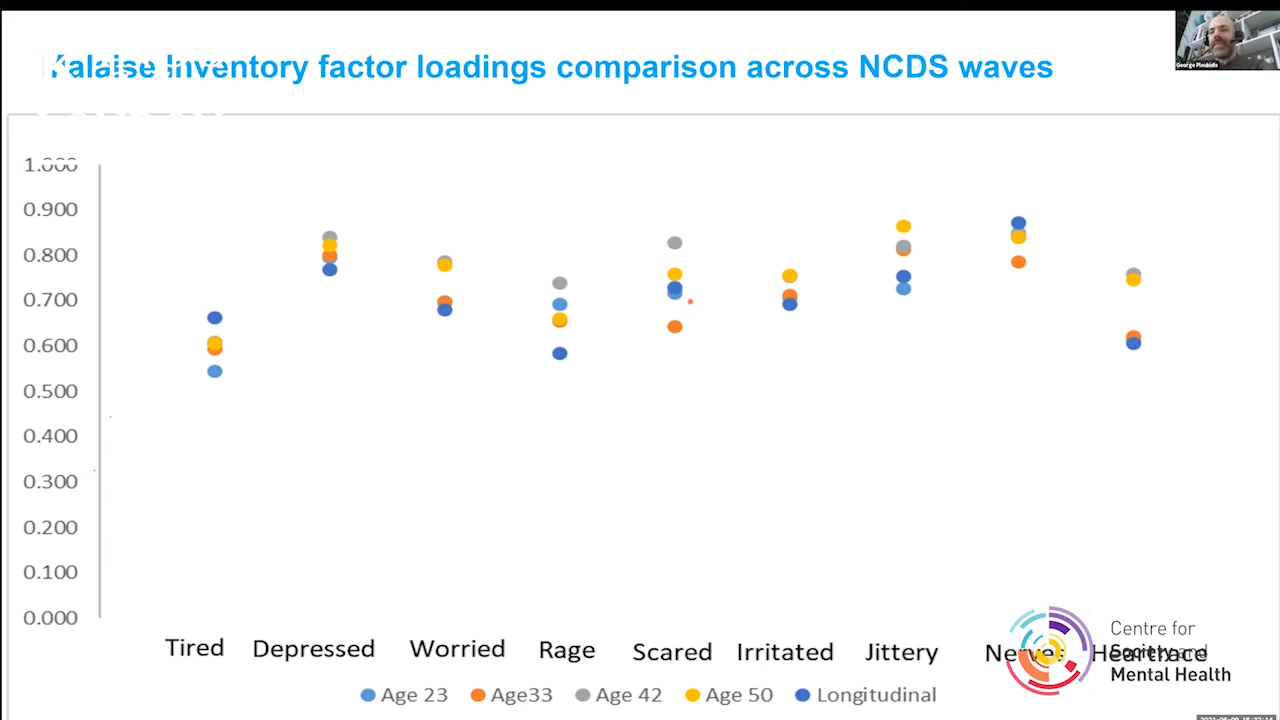 Kalaise Inventory factor loadings comparison across NCDS waves
George Ploubidis
1.000
0.900
0.800
0.700
0.600
0.500
0.400
0.300
0.200
0.100
0.000
Tired Depressed Worried Rage Scared Irritated Jittery Nerves Heartrace
Age 23 Age33 Age 42 Age 50 Longitudinal
Centre for
Society and
Mental Health